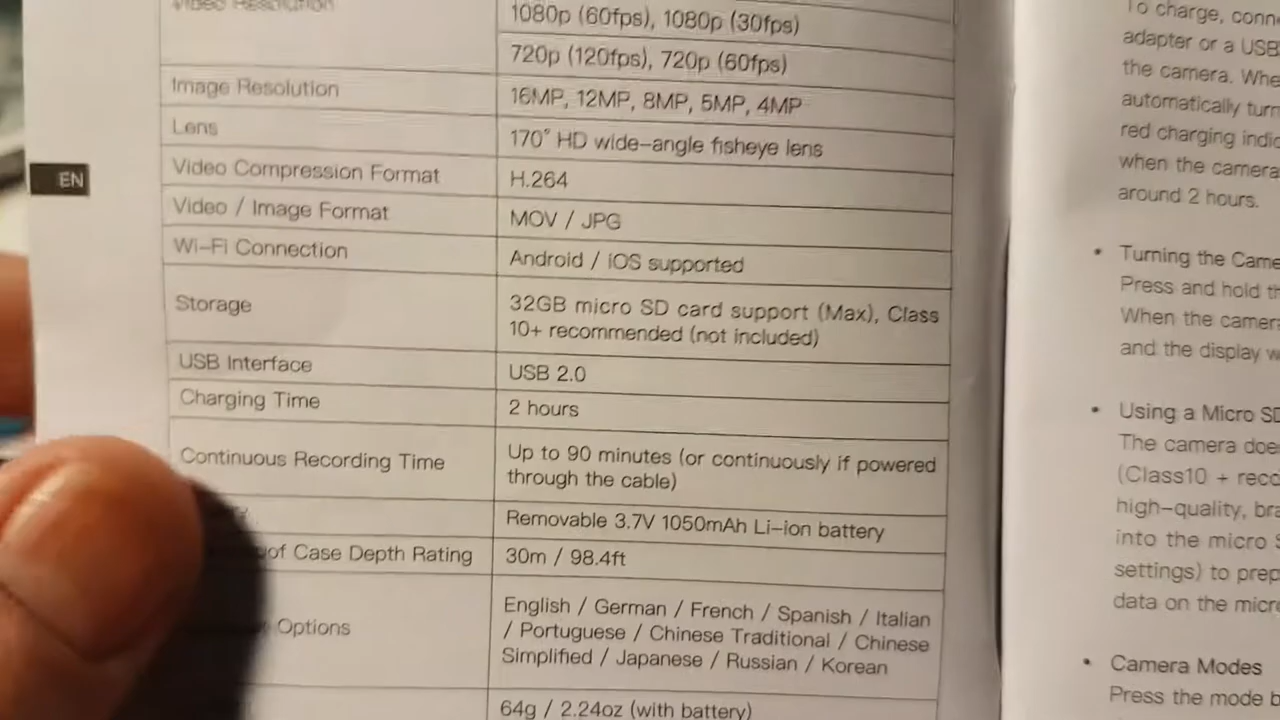 Video Resolution
1080p (60fps), 1080p (30fps)
720p (120fps), 720p (60fps)
Image Resolution
16MP, 12MP, 8MP, 5MP, 4MP
Lens
170° HD wide-angle fisheye lens
EN
Video Compression Format
H.264
Video / Image Format
MOV / JPG
Wi-Fi Connection
Android / iOS supported
Storage
32GB micro SD card support (Max), Class
10+ recommended (not included)
USB Interface
USB 2.0
Charging Time
2 hours
Continuous Recording Time
Up to 90 minutes (or continuously if powered
through the cable)
Removable 3.7V 1050mAh Li-ion battery
of Case Depth Rating
30m / 98.4ft
Options
English / German / French / Spanish / Italian
/ Portuguese / Chinese Traditional / Chinese
Simplified / Japanese / Russian / Korean
64g / 2.24oz (with battery)
To charge, conn
adapter or a USB
the camera. Whe
automatically turn
red charging indic
when the camera
around 2 hours.
• Turning the Came
Press and hold th
When the camera
and the display w
• Using a Micro SD
The camera doe
(Class10 + reco
high-quality, bra
into the micro S
settings) to prep
data on the micro
• Camera Modes
Press the mode b